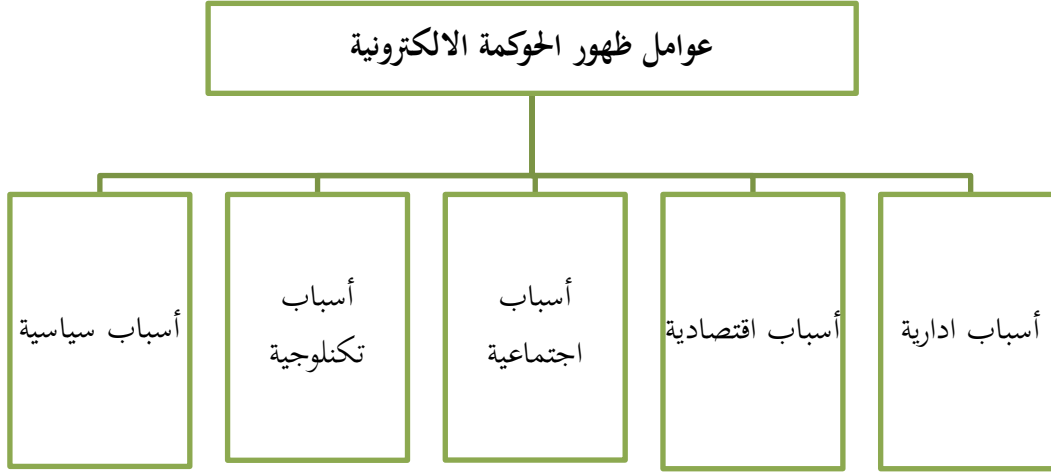 عوامل ظهور الحوكمة الالكترونية
أسباب ادارية
أسباب اقتصادية
أسباب
اجتماعية
أسباب
تكنلوجية
أسباب سياسية